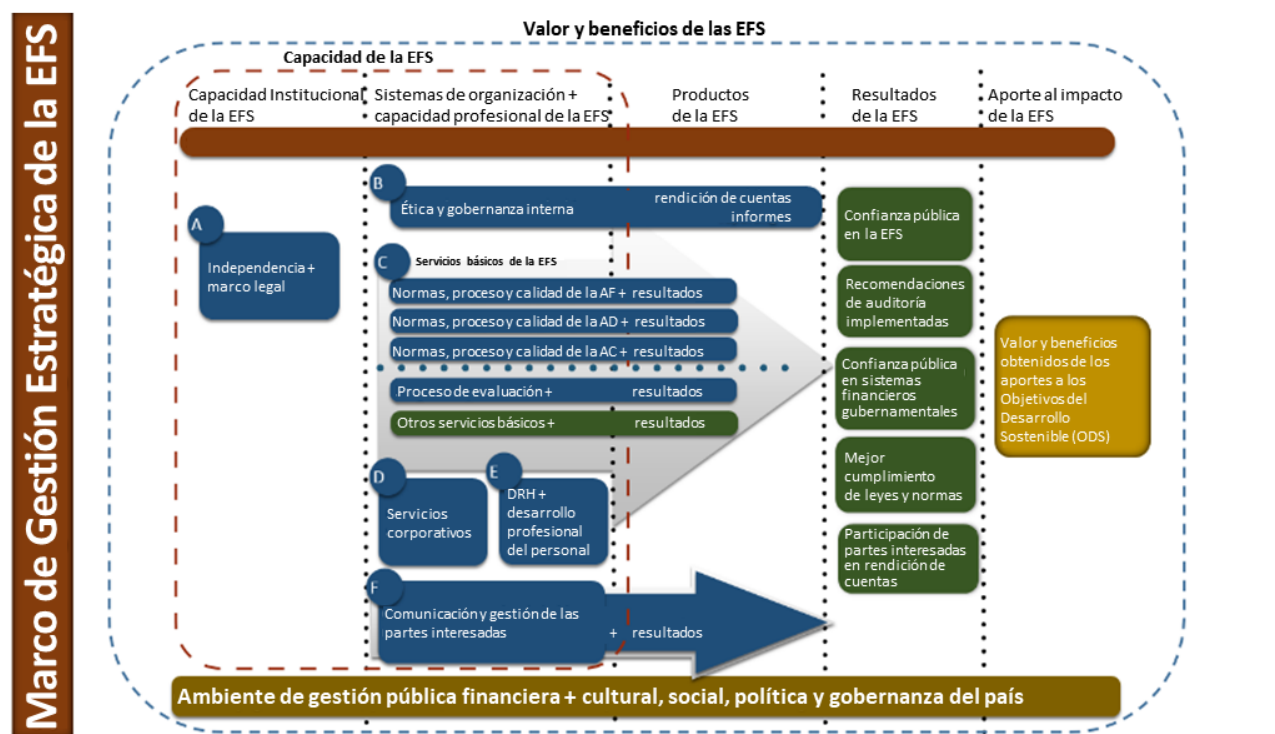 Marco de Gestión Estratégica de la EFS
Valor y beneficios de las EFS
Capacidad de la EFS
Capacidad Institucional
de la EFS
Sistemas de organización +
capacidad profesional de la EFS
Productos
de la EFS
Resultados
de la EFS
Aporte al impacto
de la EFS
A
Independencia +
marco legal
B
Ética y gobernanza interna
rendición de cuentas
informes
C
Servicios básicos de la EFS
Normas, proceso y calidad de la AF + resultados
Normas, proceso y calidad de la AD + resultados
Normas, proceso y calidad de la AC + resultados
Proceso de evaluación + resultados
Otros servicios básicos + resultados
D
Servicios
corporativos
E
DRH +
desarrollo
profesional
del personal
F
Comunicación y gestión de las
partes interesadas
+ resultados
Confianza pública
en la EFS
Recomendaciones
de auditoría
implementadas
Confianza pública
en sistemas
financieros
gubernamentales
Mejor
cumplimiento
de leyes y normas
Participación de
partes interesadas
en rendición de
cuentas
Valor y beneficios
obtenidos de los
aportes a los
Objetivos del
Desarrollo
Sostenible (ODS)
Ambiente de gestión pública financiera + cultural, social, política y gobernanza del país